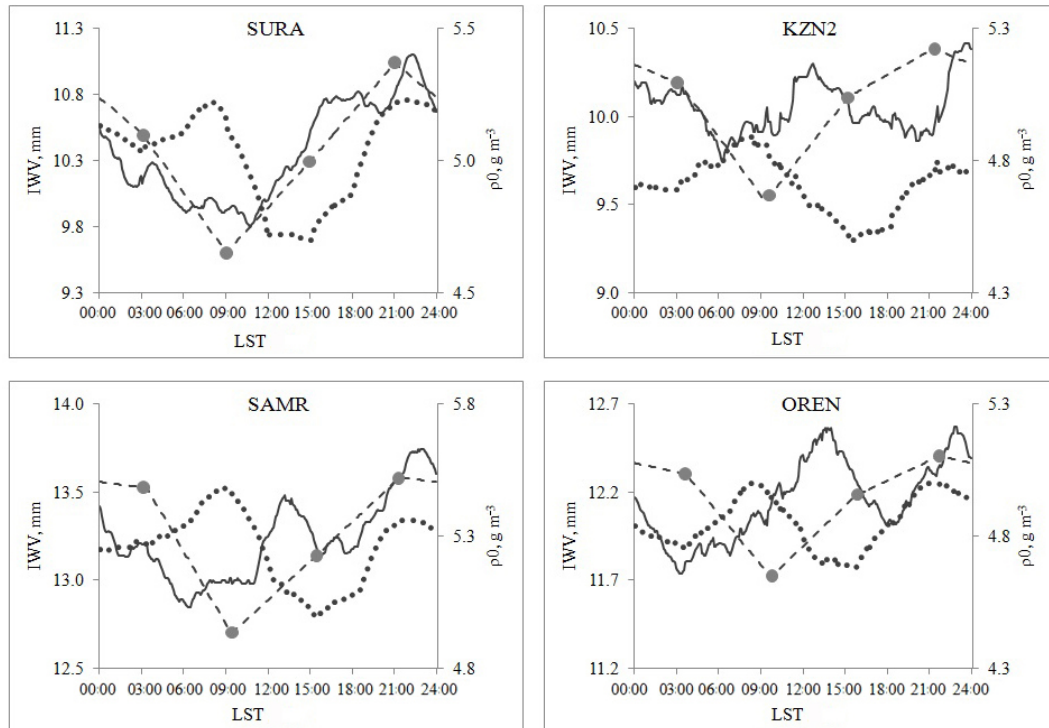 SURA
11.3
10.8
10.3
9.8
9.3
IWV, mm
5.5
5.0
4.5
ρ0, g m⁻³
00:00 03:00 06:00 09:00 12:00 15:00 18:00 21:00 24:00
LST
KZN2
10.5
10.0
9.5
9.0
IWV, mm
5.3
4.8
4.3
ρ0, g m⁻³
00:00 03:00 06:00 09:00 12:00 15:00 18:00 21:00 24:00
LST
SAMR
14.0
13.5
13.0
12.5
IWV, mm
5.8
5.3
4.8
ρ0, g m⁻³
00:00 03:00 06:00 09:00 12:00 15:00 18:00 21:00 24:00
LST
OREN
12.7
12.2
11.7
11.2
IWV, mm
5.3
4.8
4.3
ρ0, g m⁻³
00:00 03:00 06:00 09:00 12:00 15:00 18:00 21:00 24:00
LST